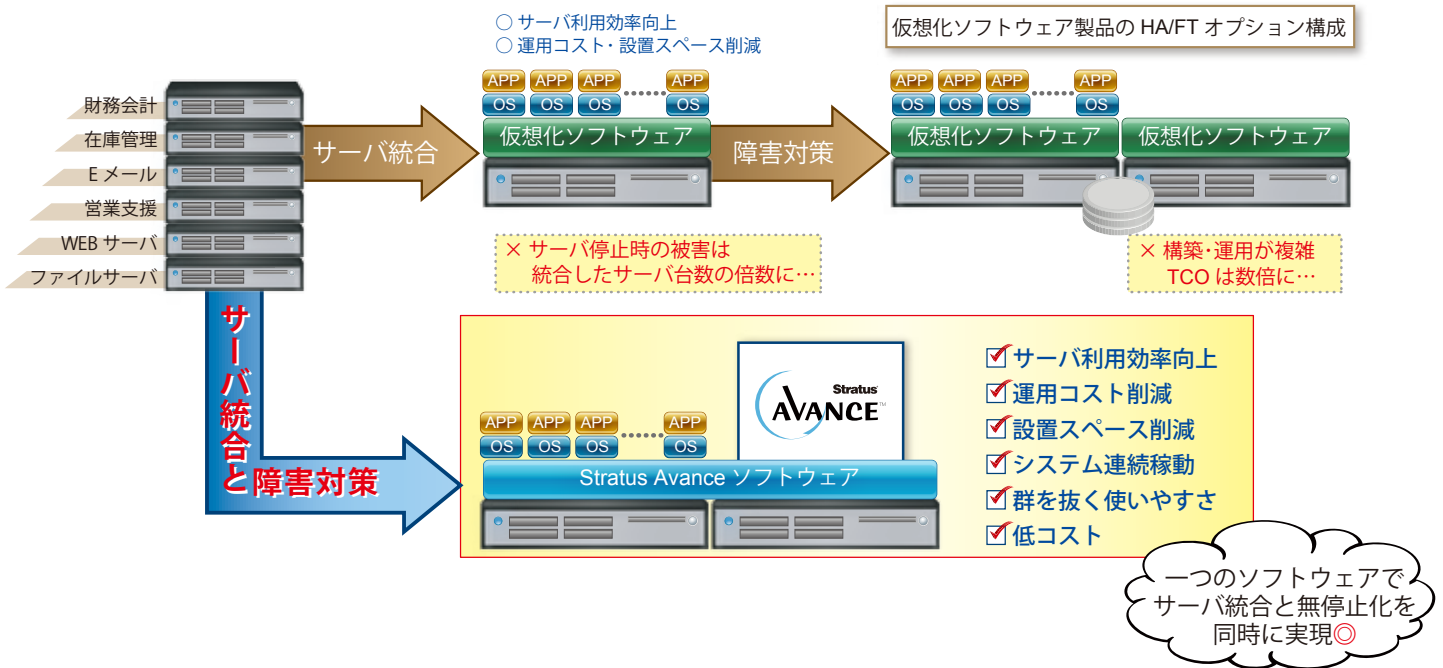 ○ サーバ利用効率向上
○ 運用コスト・設置スペース削減
仮想化ソフトウェア製品の HA/FT オプション構成
財務会計
在庫管理
E メール
営業支援
WEB サーバ
ファイルサーバ
サーバ統合
APP APP APP APP
OS OS OS OS
仮想化ソフトウェア
障害対策
APP APP APP APP
OS OS OS OS
仮想化ソフトウェア
仮想化ソフトウェア
× サーバ停止時の被害は
統合したサーバ台数の倍数に…
× 構築・運用が複雑
TCO は数倍に…
サーバ統合と
障害対策
APP APP APP APP
OS OS OS OS
Stratus
AVANCE™
Stratus Avance ソフトウェア
サーバ利用効率向上
運用コスト削減
設置スペース削減
システム連続稼動
群を抜く使いやすさ
低コスト
一つのソフトウェアで
サーバ統合と無停止化を
同時に実現◎